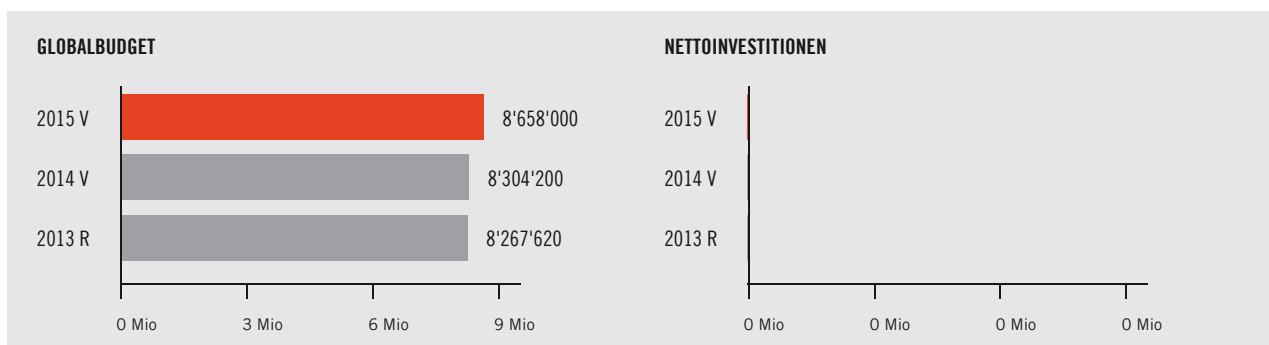 GLOBALBUDGET
2015 V 8'658'000
2014 V 8'304'200
2013 R 8'267'620
0 Mio 3 Mio 6 Mio 9 Mio
NETTOINVESTITIONEN
2015 V
2014 V
2013 R
0 Mio 0 Mio 0 Mio 0 Mio